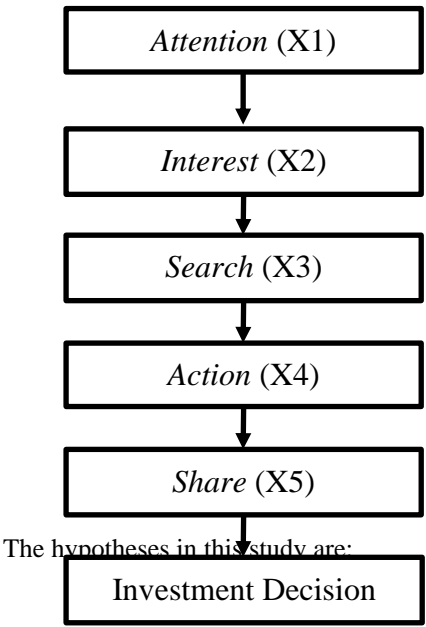 Attention (X1)
Interest (X2)
Search (X3)
Action (X4)
Share (X5)
The hypotheses in this study are:
Investment Decision